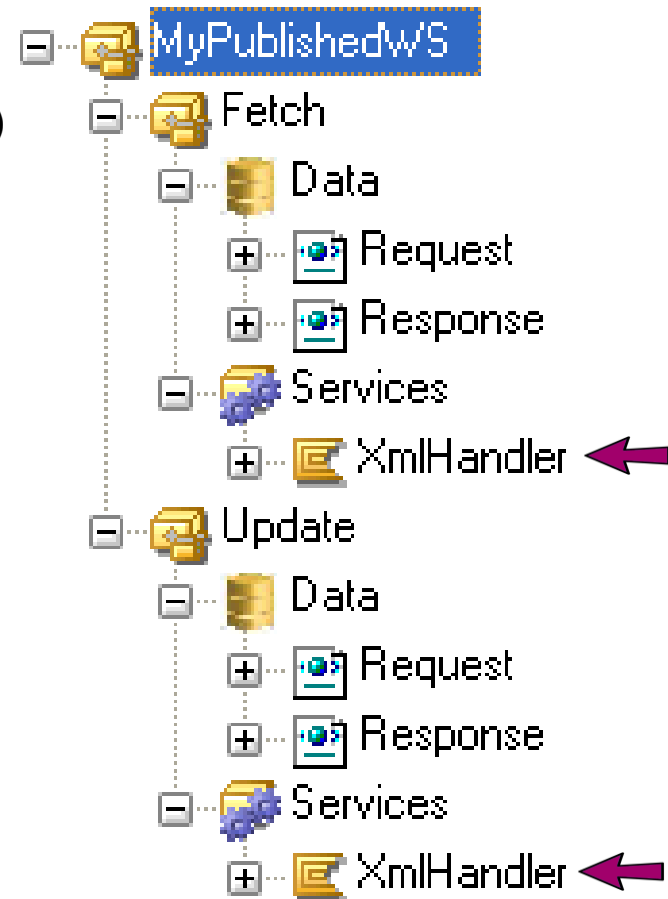 MyPublishedWS
Fetch
Data
Request
Response
Services
XmlHandler
Update
Data
Request
Response
Services
XmlHandler